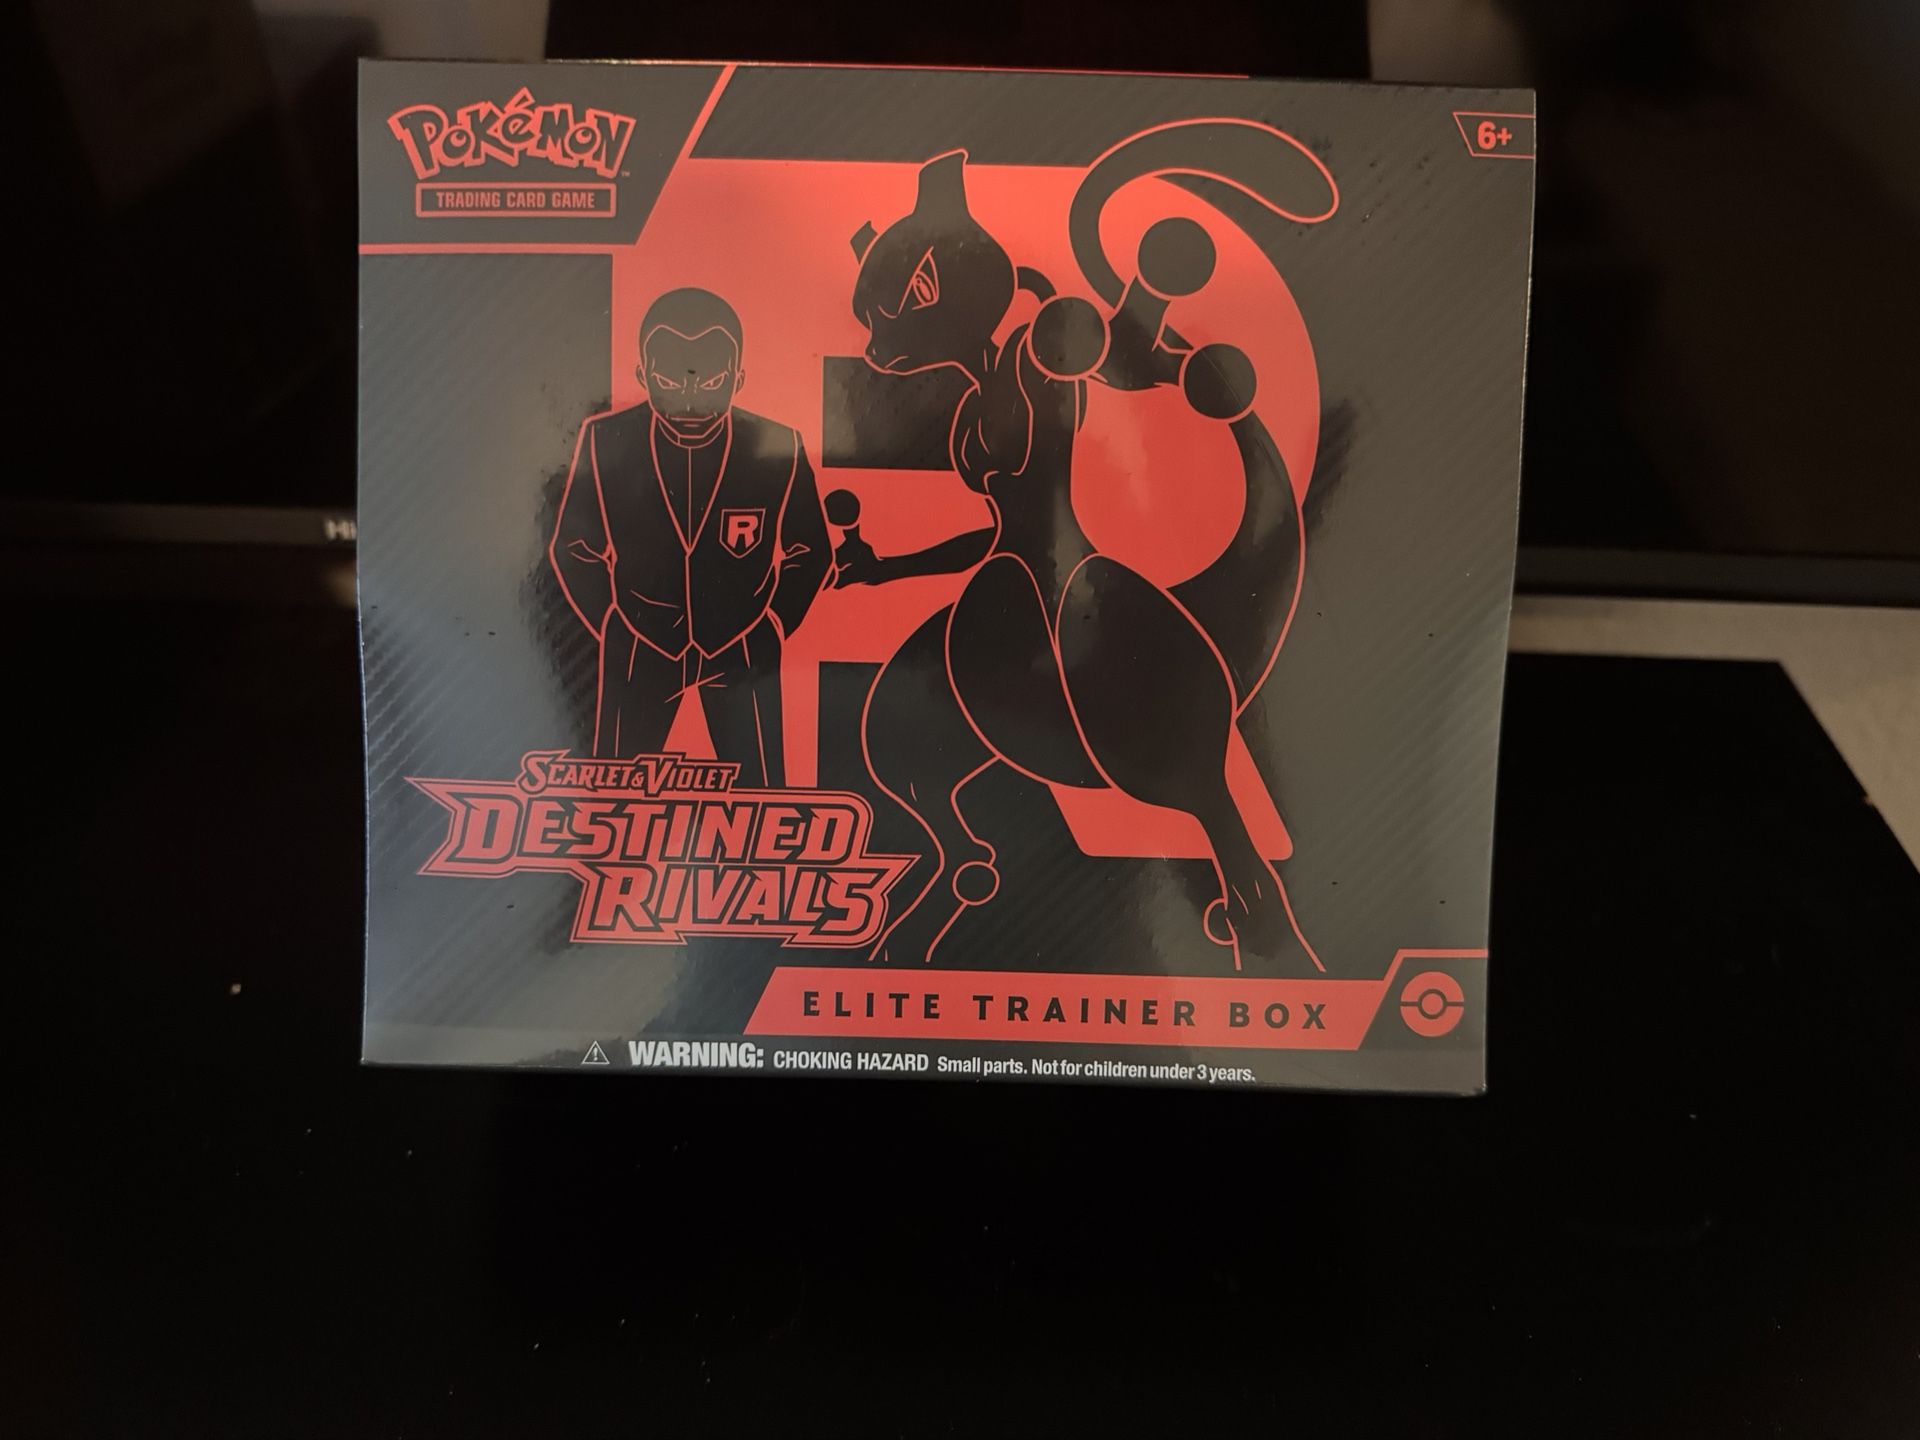 POKéMON
TRADING CARD GAME
6+
R
SCARLET & VIOLET
DESTINED
RIVALS
ELITE TRAINER BOX
WARNING: CHOKING HAZARD Small parts. Not for children under 3 years.